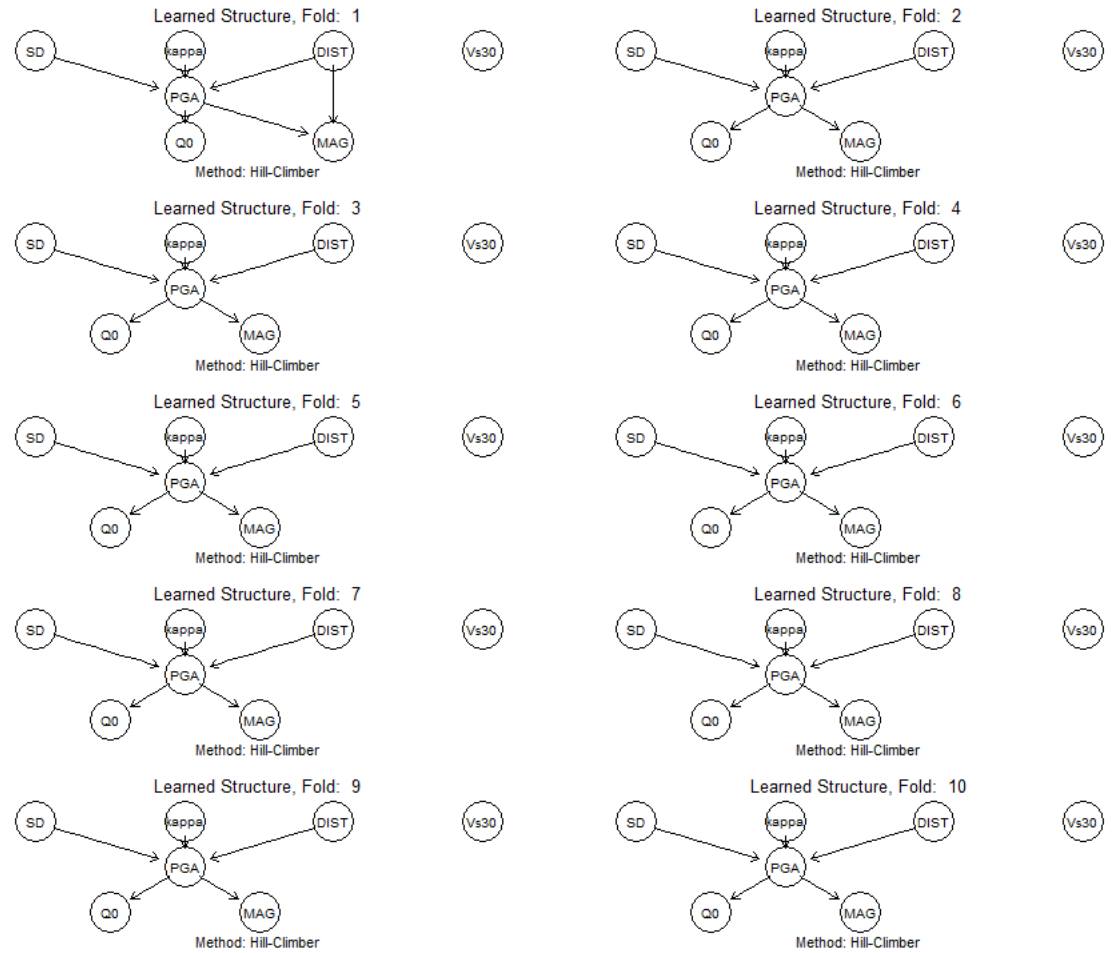 Learned Structure, Fold: 1
SD kappa DIST Vs30
PGA
Q0 MAG
Method: Hill-Climber
Learned Structure, Fold: 2
SD kappa DIST Vs30
PGA
Q0 MAG
Method: Hill-Climber
Learned Structure, Fold: 3
SD kappa DIST Vs30
PGA
Q0 MAG
Method: Hill-Climber
Learned Structure, Fold: 4
SD kappa DIST Vs30
PGA
Q0 MAG
Method: Hill-Climber
Learned Structure, Fold: 5
SD kappa DIST Vs30
PGA
Q0 MAG
Method: Hill-Climber
Learned Structure, Fold: 6
SD kappa DIST Vs30
PGA
Q0 MAG
Method: Hill-Climber
Learned Structure, Fold: 7
SD kappa DIST Vs30
PGA
Q0 MAG
Method: Hill-Climber
Learned Structure, Fold: 8
SD kappa DIST Vs30
PGA
Q0 MAG
Method: Hill-Climber
Learned Structure, Fold: 9
SD kappa DIST Vs30
PGA
Q0 MAG
Method: Hill-Climber
Learned Structure, Fold: 10
SD kappa DIST Vs30
PGA
Q0 MAG
Method: Hill-Climber